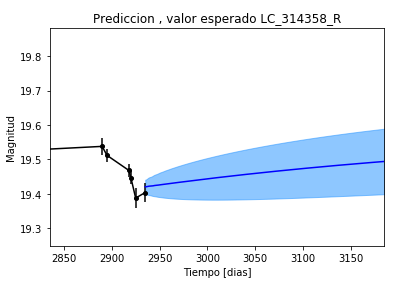 Prediccion , valor esperado LC_314358_R
Magnitud
19.8
19.7
19.6
19.5
19.4
19.3
2850 2900 2950 3000 3050 3100 3150
Tiempo [dias]